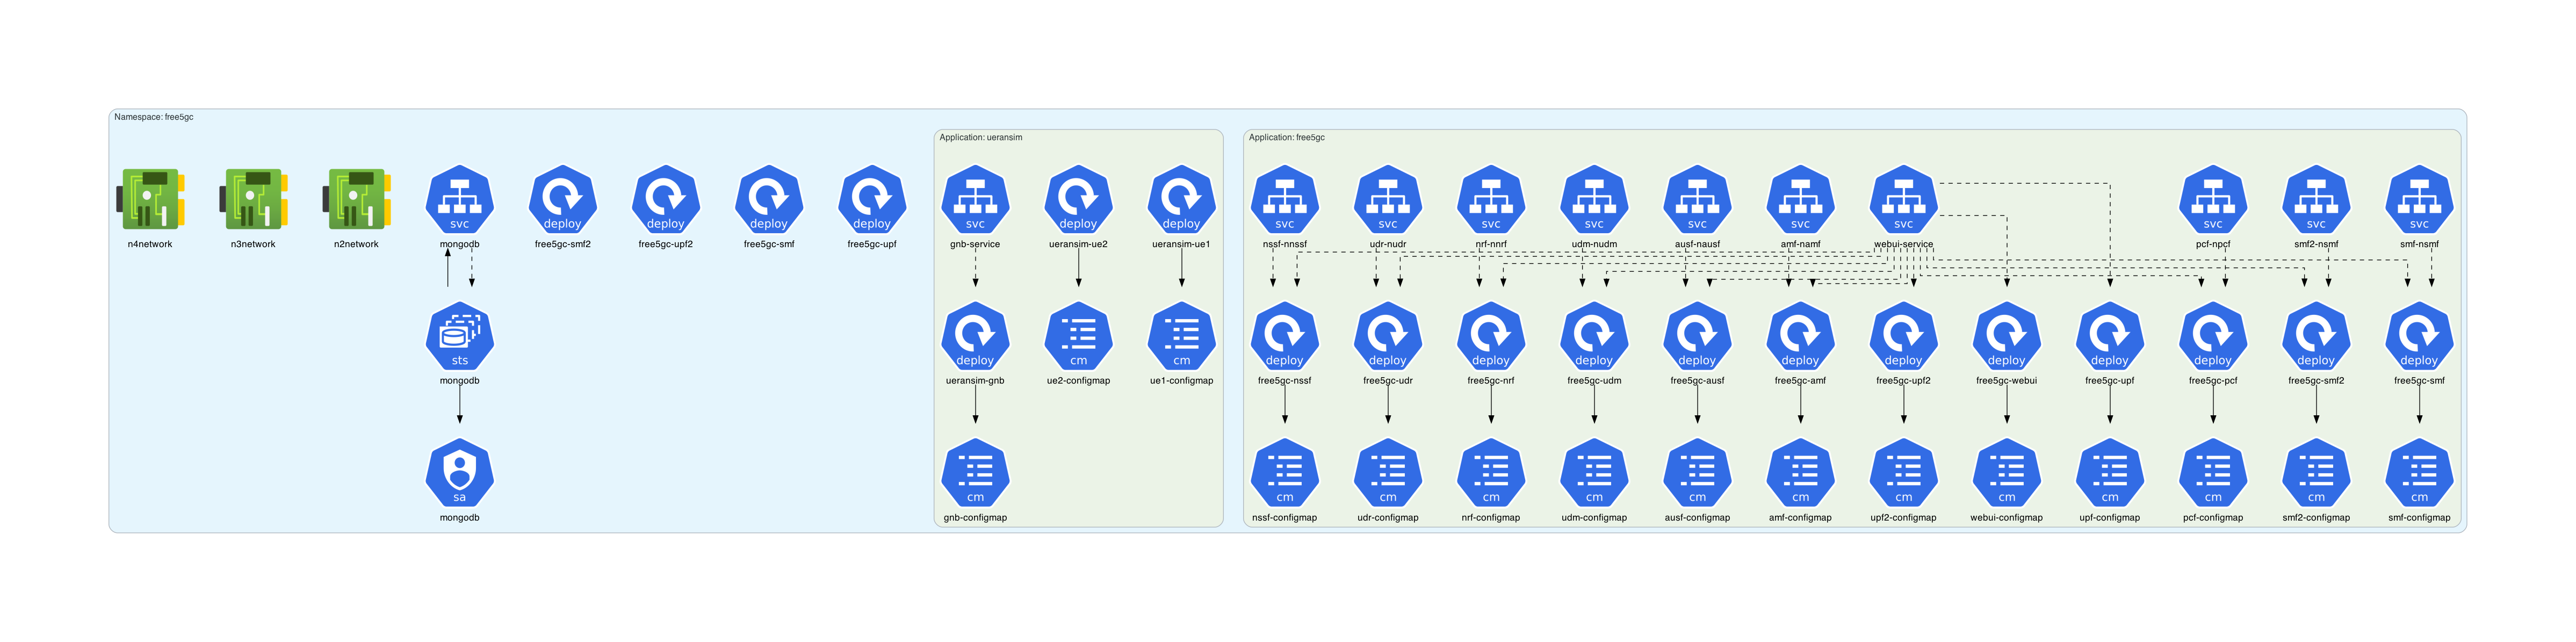 Namespace: free5gc
Application: ueransim
Application: free5gc
svc
deploy
deploy
deploy
deploy
svc
deploy
deploy
svc
svc
svc
svc
svc
svc
svc
svc
svc
svc
n4network
n3network
n2network
mongodb
free5gc-smf2
free5gc-upf2
free5gc-smf
free5gc-upf
gnb-service
ueransim-ue2
ueransim-ue1
nssf-nnssf
udr-nudr
nrf-nnrf
udm-nudm
ausf-nausf
amf-namf
webui-service
pcf-npcf
smf2-nsmf
smf-nsmf
sts
deploy
cm
cm
deploy
deploy
deploy
deploy
deploy
deploy
deploy
deploy
deploy
deploy
deploy
deploy
mongodb
ueransim-gnb
ue2-configmap
ue1-configmap
free5gc-nssf
free5gc-udr
free5gc-nrf
free5gc-udm
free5gc-ausf
free5gc-amf
free5gc-upf2
free5gc-webui
free5gc-upf
free5gc-pcf
free5gc-smf2
free5gc-smf
sa
cm
cm
cm
cm
cm
cm
cm
cm
cm
cm
cm
cm
cm
mongodb
gnb-configmap
nssf-configmap
udr-configmap
nrf-configmap
udm-configmap
ausf-configmap
amf-configmap
upf2-configmap
webui-configmap
upf-configmap
pcf-configmap
smf2-configmap
smf-configmap